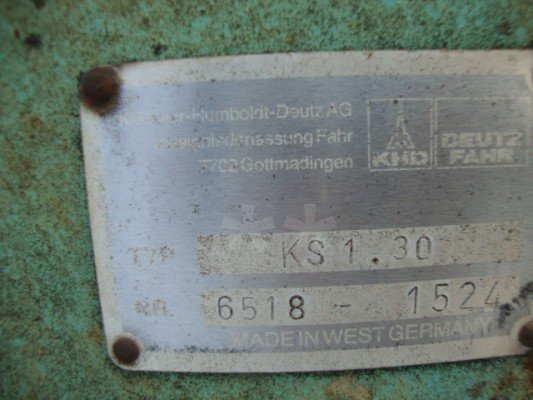 -Humboldt-Deutz AG
Zweigniederlassung Fahr
7702 Gottmadingen
KHD
DEUTZ
FAHR
TYP KS 1.30
NR. 6518 - 1524
MADE IN WEST GERMANY